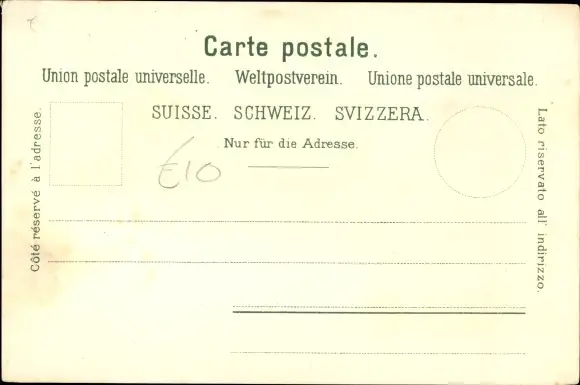 Carte postale.
Union postale universelle. Weltpostverein. Unione postale universale.
SUISSE. SCHWEIZ. SVIZZERA.
Nur für die Adresse.
€10
Côté réservé à l'adresse.
Lato riservato all' indirizzo.